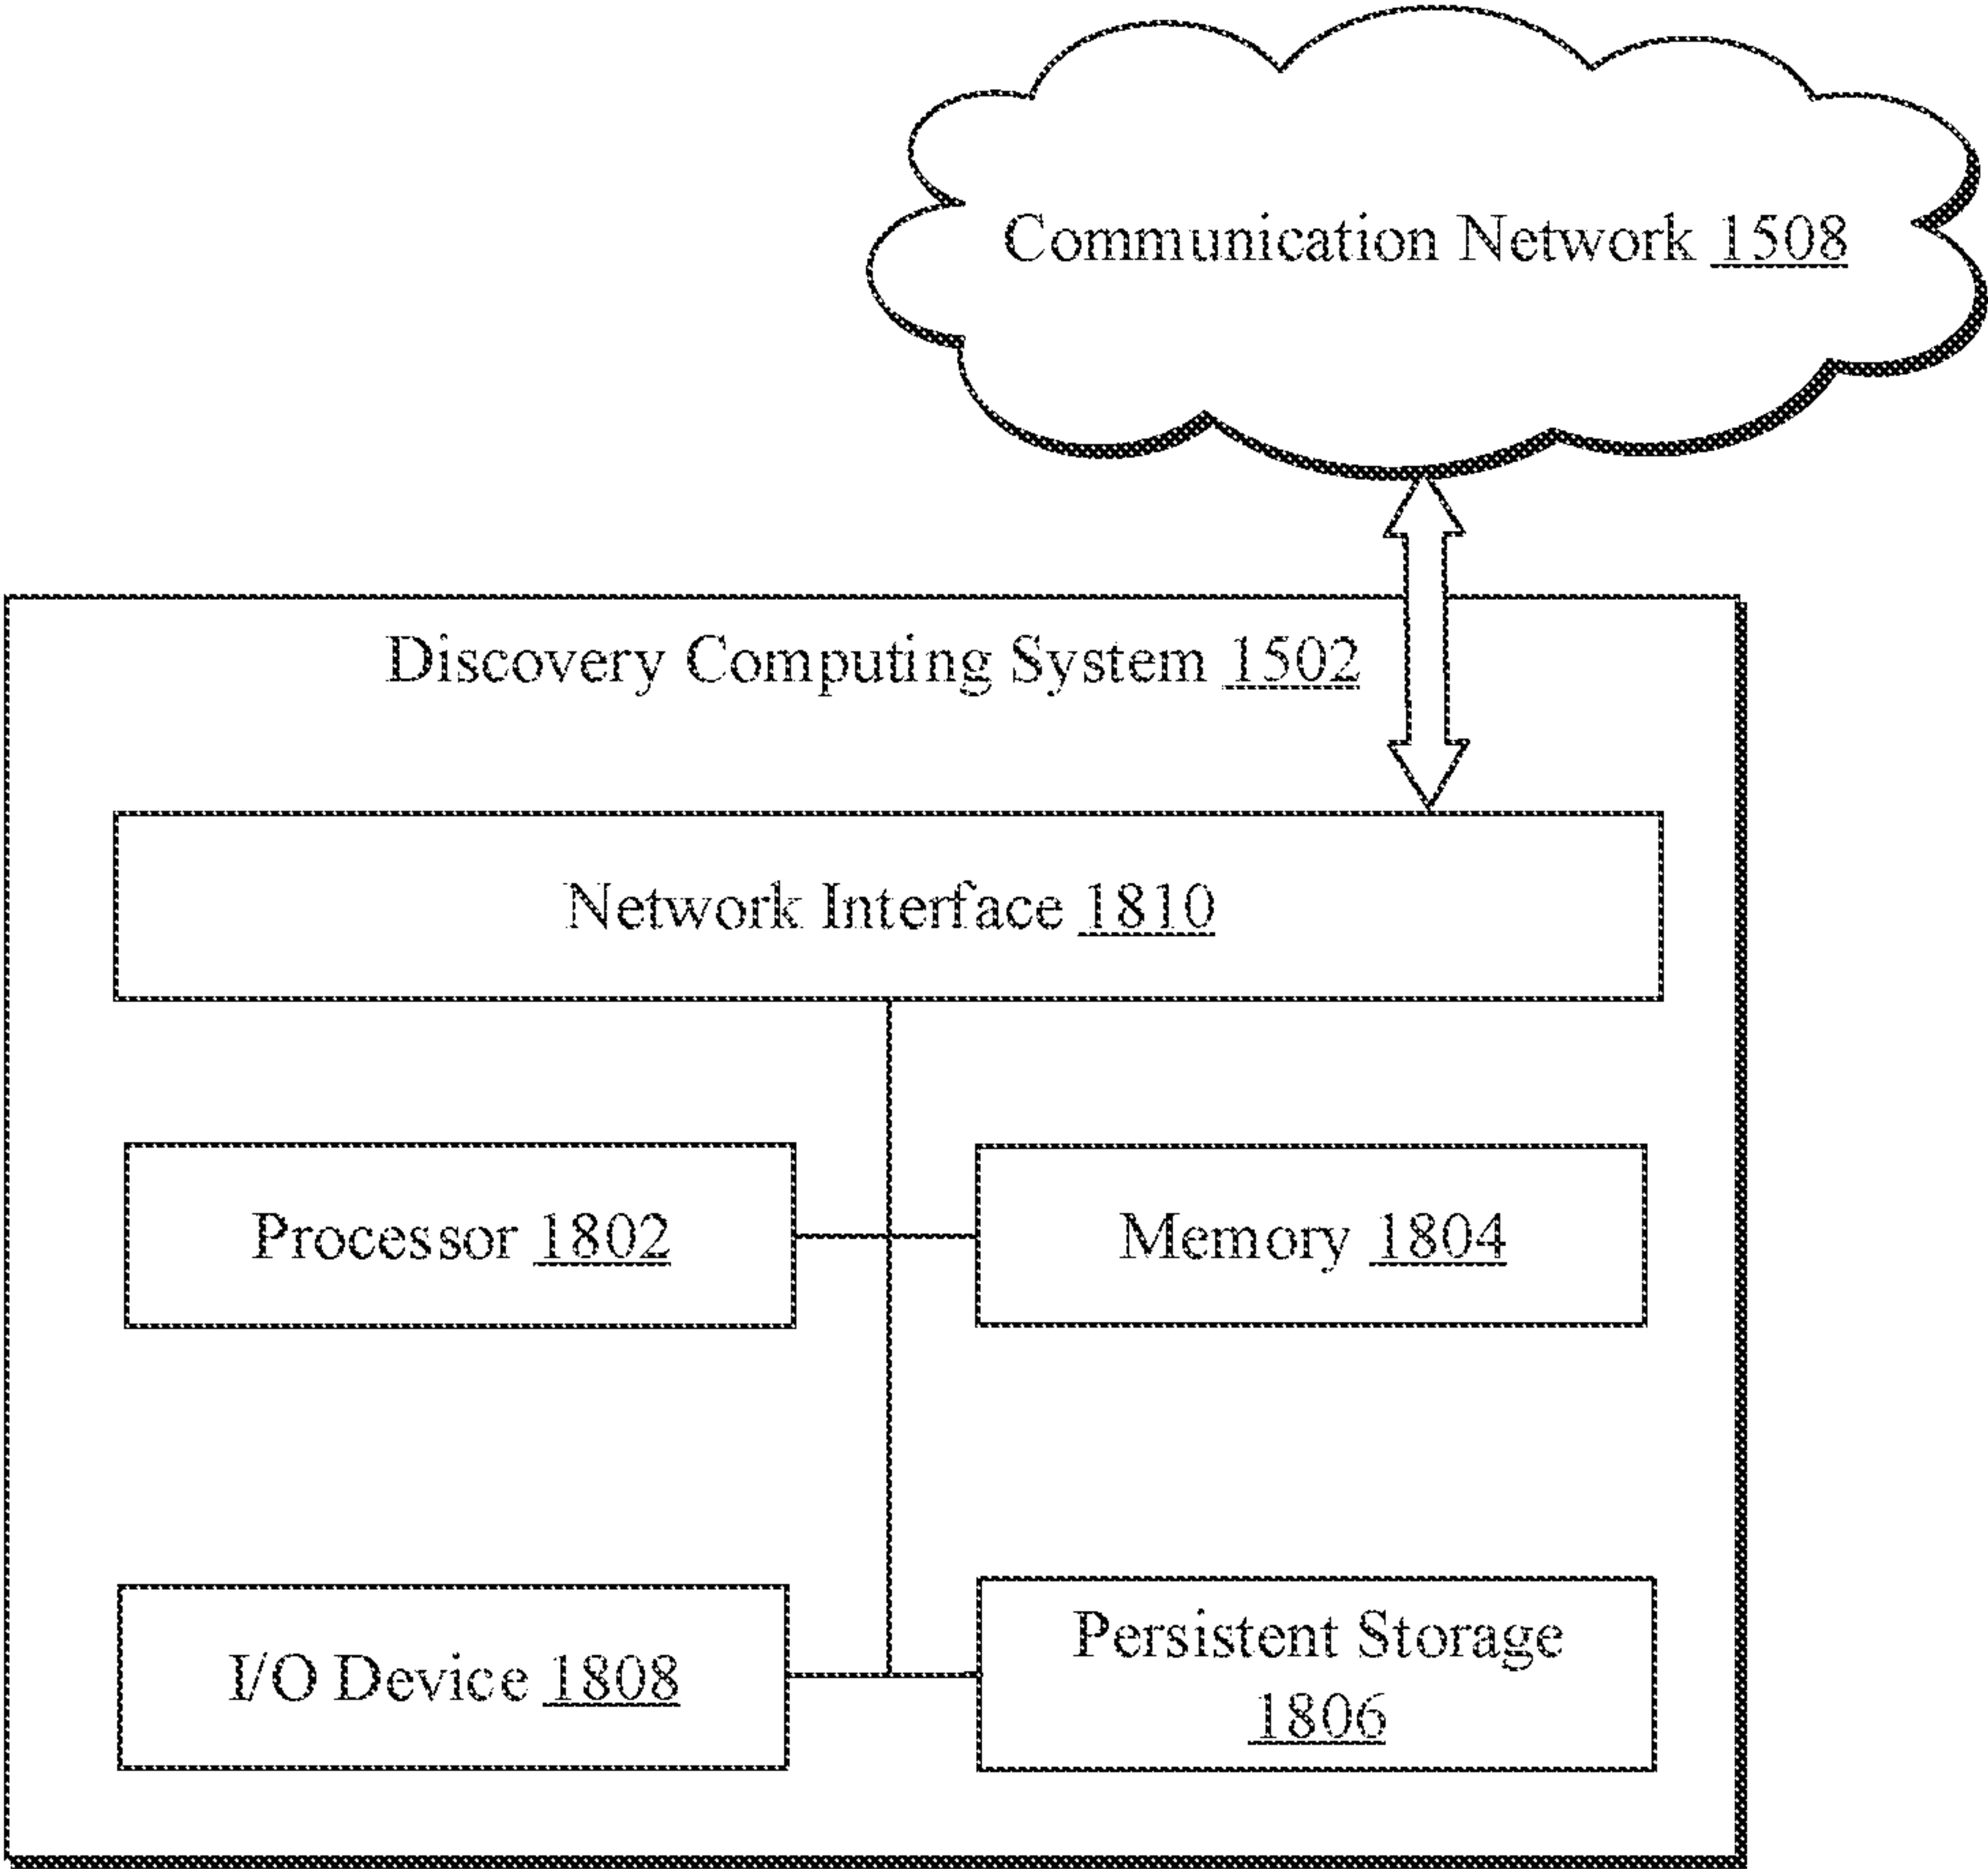 Communication Network 1508
Discovery Computing System 1502
Network Interface 1810
Processor 1802
Memory 1804
I/O Device 1808
Persistent Storage
1806